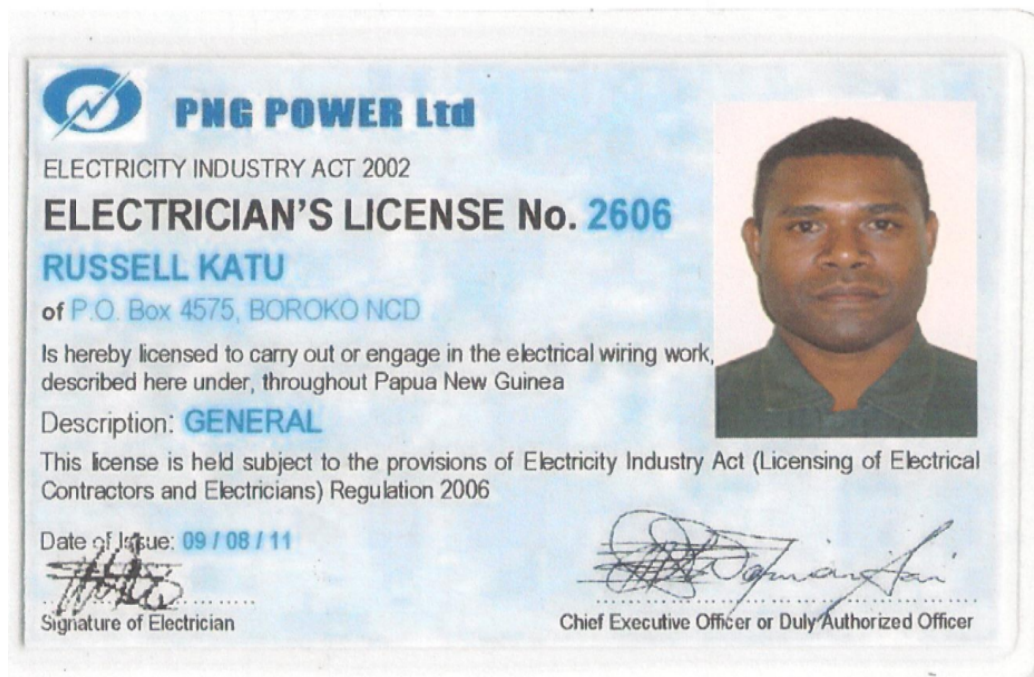 PNG POWER Ltd
ELECTRICITY INDUSTRY ACT 2002
ELECTRICIAN'S LICENSE No. 2606
RUSSELL KATU
of P.O. Box 4575, BOROKO NCD
Is hereby licensed to carry out or engage in the electrical wiring work,
described here under, throughout Papua New Guinea
Description: GENERAL
This license is held subject to the provisions of Electricity Industry Act (Licensing of Electrical
Contractors and Electricians) Regulation 2006
Date of Issue: 09 / 08 / 11
Signature of Electrician
Chief Executive Officer or Duly Authorized Officer